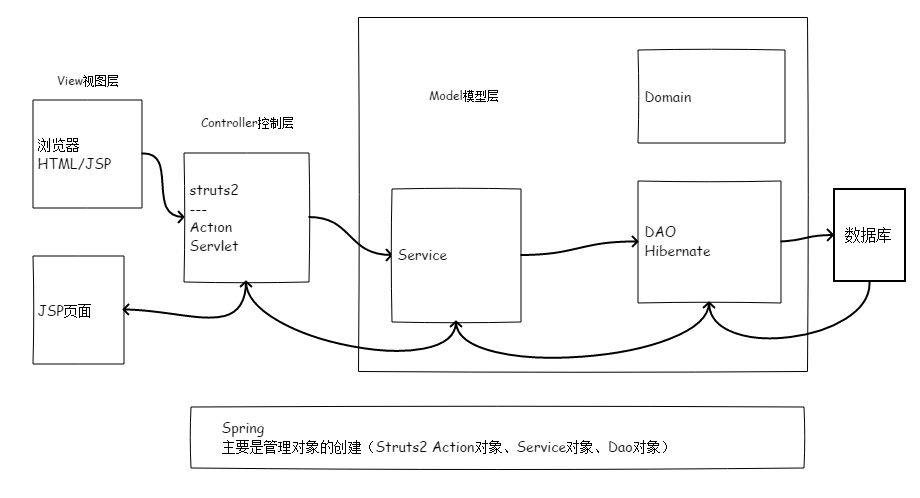 View视图层
浏览器
HTML/JSP
JSP页面
Controller控制层
struts2
---
Action
Servlet
Model模型层
Service
Domain
DAO
Hibernate
数据库
Spring
主要是管理对象的创建（Struts2 Action对象、Service对象、Dao对象）